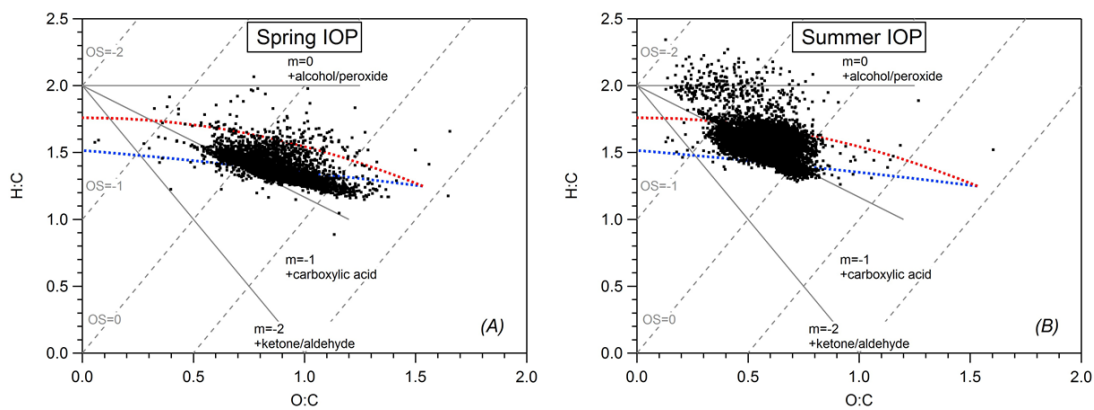 2.5
2.0
1.5
1.0
0.5
0.0
H:C
Spring IOP
OS=-2
OS=-1
OS=0
m=0
+alcohol/peroxide
m=-1
+carboxylic acid
m=-2
+ketone/aldehyde
(A)
0.0 0.5 1.0 1.5 2.0
O:C
2.5
2.0
1.5
1.0
0.5
0.0
H:C
Summer IOP
OS=-2
OS=-1
OS=0
m=0
+alcohol/peroxide
m=-1
+carboxylic acid
m=-2
+ketone/aldehyde
(B)
0.0 0.5 1.0 1.5 2.0
O:C